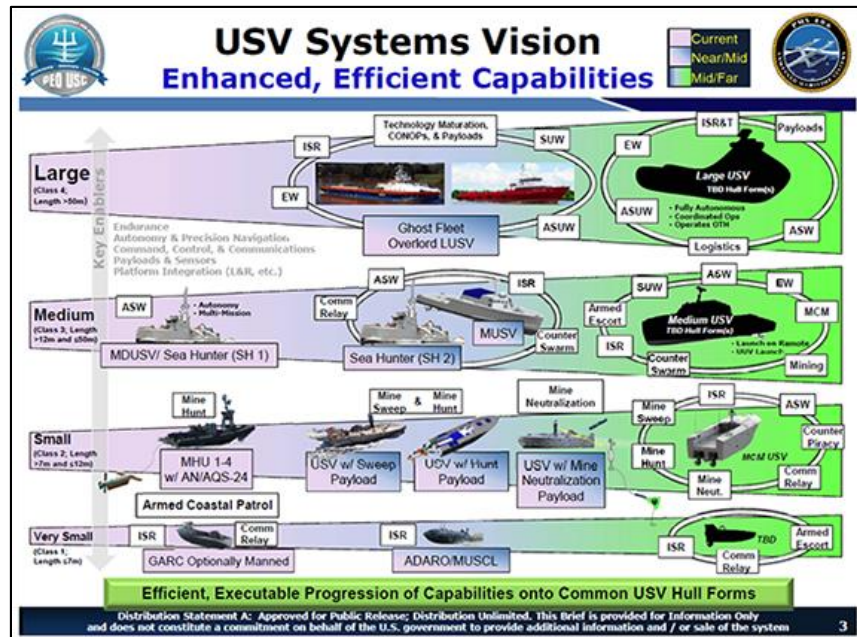 USV Systems Vision
Enhanced, Efficient Capabilities
Current
Near/Mid
Mid/Far
PEO USC
Key Enablers
Endurance
Autonomy & Precision Navigation
Command, Control, & Communications
Payloads & Sensors
Platform Integration (L&R, etc.)
Large
(Class 4;
Length >50m)
Technology Maturation,
CONOPs, & Payloads
ISR
SUW
EW
ASUW
Ghost Fleet
Overlord LUSV
ISR&T
Payloads
EW
Large USV
TBD Hull Form(s)
• Fully Autonomous
• Coordinated Ops
• Operates OTH
ASUW
ASW
Logistics
Medium
(Class 3; Length
>12m and ≤50m)
ASW
• Autonomy
• Multi-Mission
MDUSV/ Sea Hunter (SH 1)
ASW
ISR
Comm
Relay
MUSV
Sea Hunter (SH 2)
Counter
Swarm
ASW
SUW
EW
Armed
Escort
Medium USV
TBD Hull Form(s)
MCM
• Launch on Remote
• UUV Launch
ISR
Counter
Swarm
Mining
Small
(Class 2; Length
>7m and ≤12m)
Mine
Hunt
MHU 1-4
w/ AN/AQS-24
Mine
Sweep
&
Mine
Hunt
USV w/ Sweep
Payload
USV w/ Hunt
Payload
Mine
Neutralization
USV w/ Mine
Neutralization
Payload
ISR
Mine
Sweep
ASW
Counter
Piracy
Mine
Hunt
MCM USV
Comm
Relay
Mine
Neut.
Very Small
(Class 1;
Length ≤7m)
Armed Coastal Patrol
ISR
Comm
Relay
GARC Optionally Manned
ISR
ADARO/MUSCL
TBD
Armed
Escort
ISR
Comm
Relay
Efficient, Executable Progression of Capabilities onto Common USV Hull Forms
Distribution Statement A: Approved for Public Release; Distribution Unlimited. This Brief is provided for Information Only
and does not constitute a commitment on behalf of the U.S. government to provide additional information and / or sale of the system
3